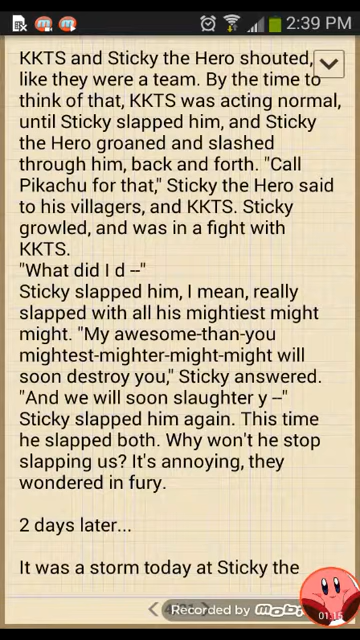 2:39 PM
KKTS and Sticky the Hero shouted,
like they were a team. By the time to
think of that, KKTS was acting normal,
until Sticky slapped him, and Sticky
the Hero groaned and slashed
through him, back and forth. "Call
Pikachu for that," Sticky the Hero said
to his villagers, and KKTS. Sticky
growled, and was in a fight with
KKTS.
"What did I d --"
Sticky slapped him, I mean, really
slapped with all his mightiest might
might. "My awesome-than-you
mightest-mighter-might-might will
soon destroy you," Sticky answered.
"And we will soon slaughter y --"
Sticky slapped him again. This time
he slapped both. Why won't he stop
slapping us? It's annoying, they
wondered in fury.
2 days later...
It was a storm today at Sticky the
Recorded by
01:15